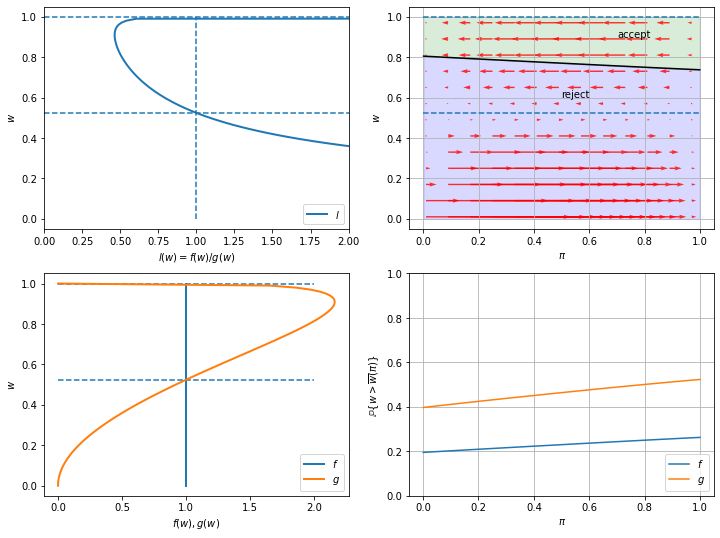 1.0
0.8
0.6
0.4
0.2
0.0
w
l
0.00 0.25 0.50 0.75 1.00 1.25 1.50 1.75 2.00
l(w) = f(w)/g(w)
1.0
0.8
0.6
0.4
0.2
0.0
w
accept
reject
0.0 0.2 0.4 0.6 0.8 1.0
π
1.0
0.8
0.6
0.4
0.2
0.0
w
f
g
0.0 0.5 1.0 1.5 2.0
f(w), g(w)
1.0
0.8
0.6
0.4
0.2
0.0
ℙ{w > w̅(π)}
f
g
0.0 0.2 0.4 0.6 0.8 1.0
π